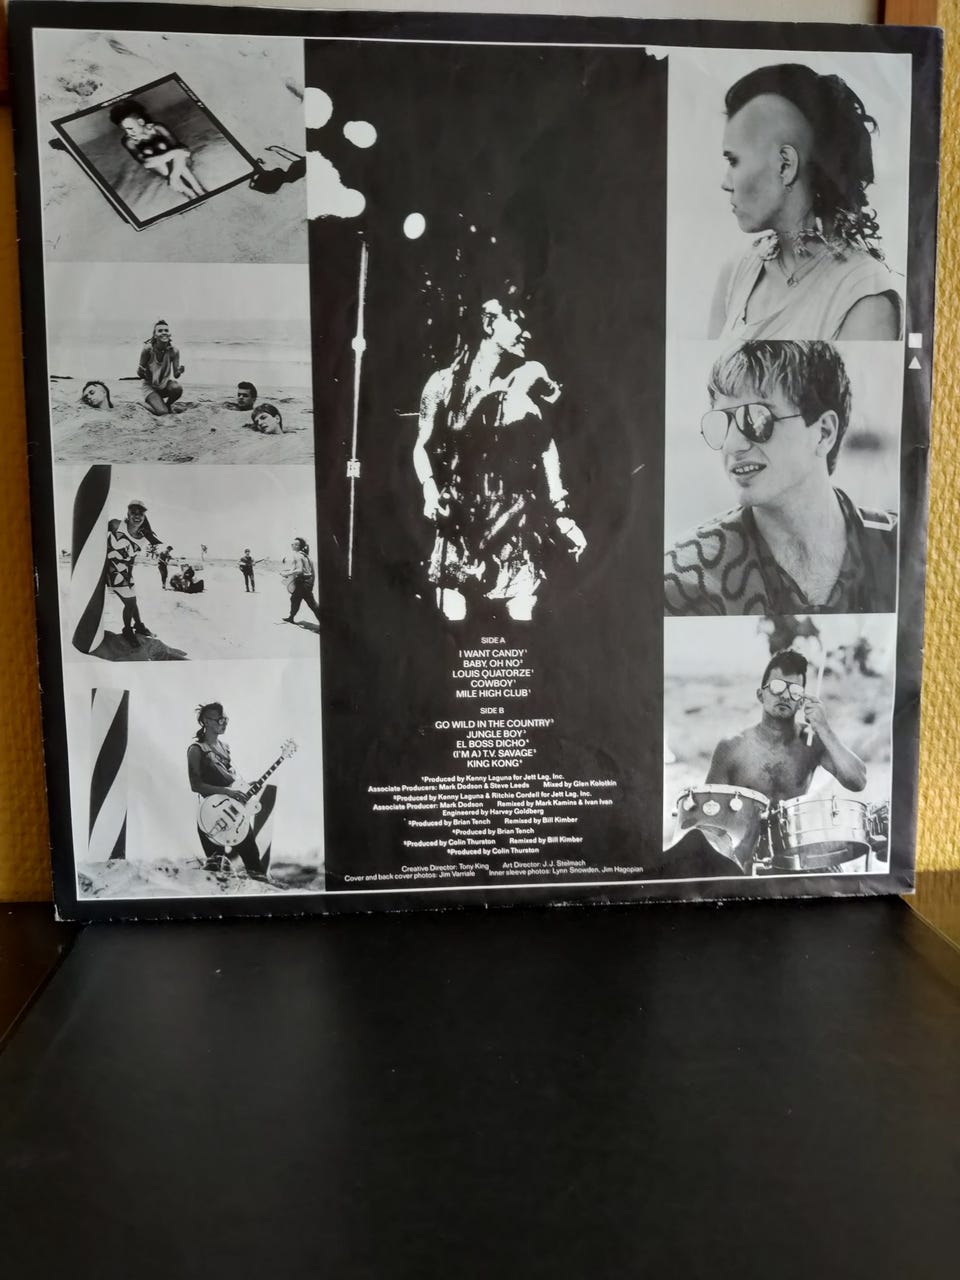 SIDE A
I WANT CANDY¹
BABY, OH NO²
LOUIS QUATORZE¹
COWBOY¹
MILE HIGH CLUB¹
SIDE B
GO WILD IN THE COUNTRY³
JUNGLE BOY³
EL BOSS DICHO⁴
(I'M A) T.V. SAVAGE⁵
KING KONG⁶
¹Produced by Kenny Laguna for Jett Lag, Inc.
Associate Producers: Mark Dodson & Steve Leeds Mixed by Glen Kolotkin
²Produced by Kenny Laguna & Ritchie Cordell for Jett Lag, Inc.
Associate Producer: Mark Dodson Remixed by Mark Kamins & Ivan Ivan
Engineered by Harvey Goldberg
³Produced by Brian Tench Remixed by Bill Kimber
⁴Produced by Brian Tench
⁵Produced by Colin Thurston Remixed by Bill Kimber
⁶Produced by Colin Thurston
Creative Director: Tony King Art Director: J.J. Stelmach
Cover and back cover photos: Jim Varriale Inner sleeve photos: Lynn Snowden, Jim Hagopian